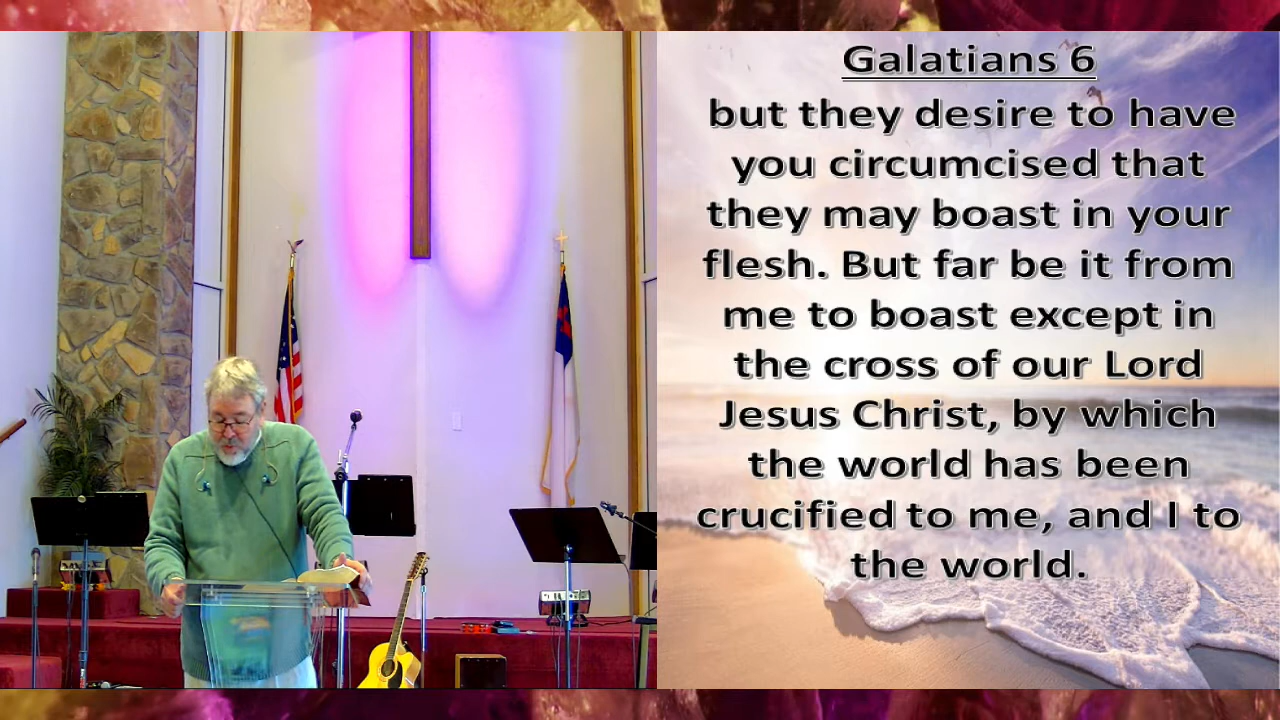 Galatians 6
but they desire to have
you circumcised that
they may boast in your
flesh. But far be it from
me to boast except in
the cross of our Lord
Jesus Christ, by which
the world has been
crucified to me, and I to
the world.